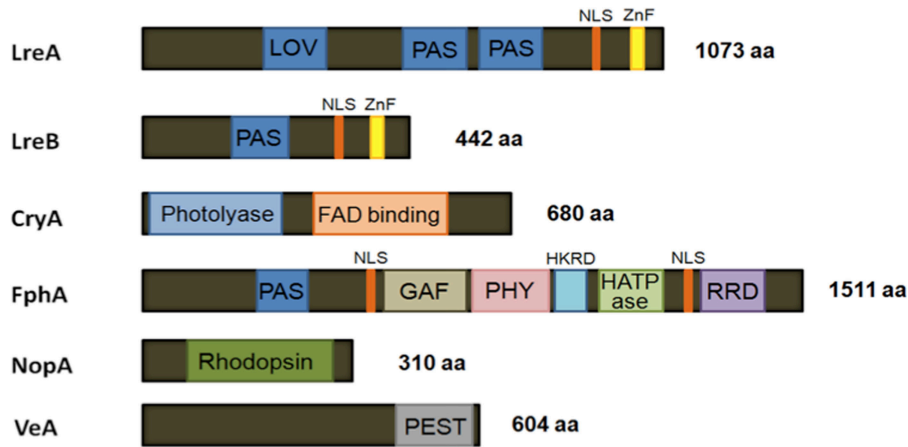 NLS ZnF
LreA LOV PAS PAS 1073 aa
NLS ZnF
LreB PAS 442 aa
CryA Photolyase FAD binding 680 aa
NLS HKRD NLS
FphA PAS GAF PHY HATP RRD 1511 aa
ase
NopA Rhodopsin 310 aa
VeA PEST 604 aa